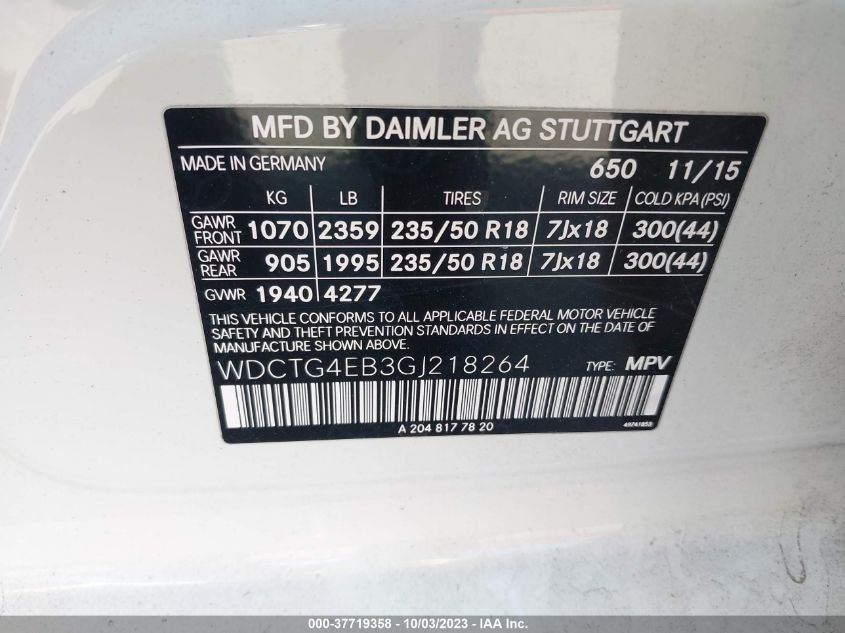 MFD BY DAIMLER AG STUTTGART
MADE IN GERMANY 650 11/15
KG LB TIRES RIM SIZE COLD KPA (PSI)
GAWR FRONT 1070 2359 235/50 R18 7Jx18 300(44)
GAWR REAR 905 1995 235/50 R18 7Jx18 300(44)
GVWR 1940 4277
THIS VEHICLE CONFORMS TO ALL APPLICABLE FEDERAL MOTOR VEHICLE
SAFETY AND THEFT PREVENTION STANDARDS IN EFFECT ON THE DATE OF
MANUFACTURE SHOWN ABOVE.
WDCTG4EB3GJ218264 TYPE: MPV
A 204 817 78 20 49741853
000-37719358 - 10/03/2023 - IAAI.COM